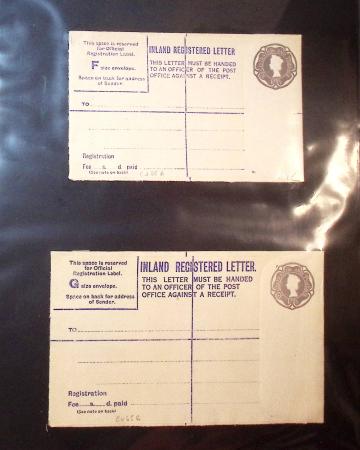 This space is reserved
for Official
Registration Label.
F size envelope.
Space on back for address
of Sender.
INLAND REGISTERED LETTER
THIS LETTER MUST BE HANDED
TO AN OFFICER OF THE POST
OFFICE AGAINST A RECEIPT.
TO
Registration
Fee s. d. paid
(See note on back)
This space is reserved
for Official
Registration Label.
G size envelope.
Space on back for address
of Sender.
INLAND REGISTERED LETTER.
THIS LETTER MUST BE HANDED
TO AN OFFICER OF THE POST
OFFICE AGAINST A RECEIPT.
TO
Registration
Fee s. d. paid
(See note on back)